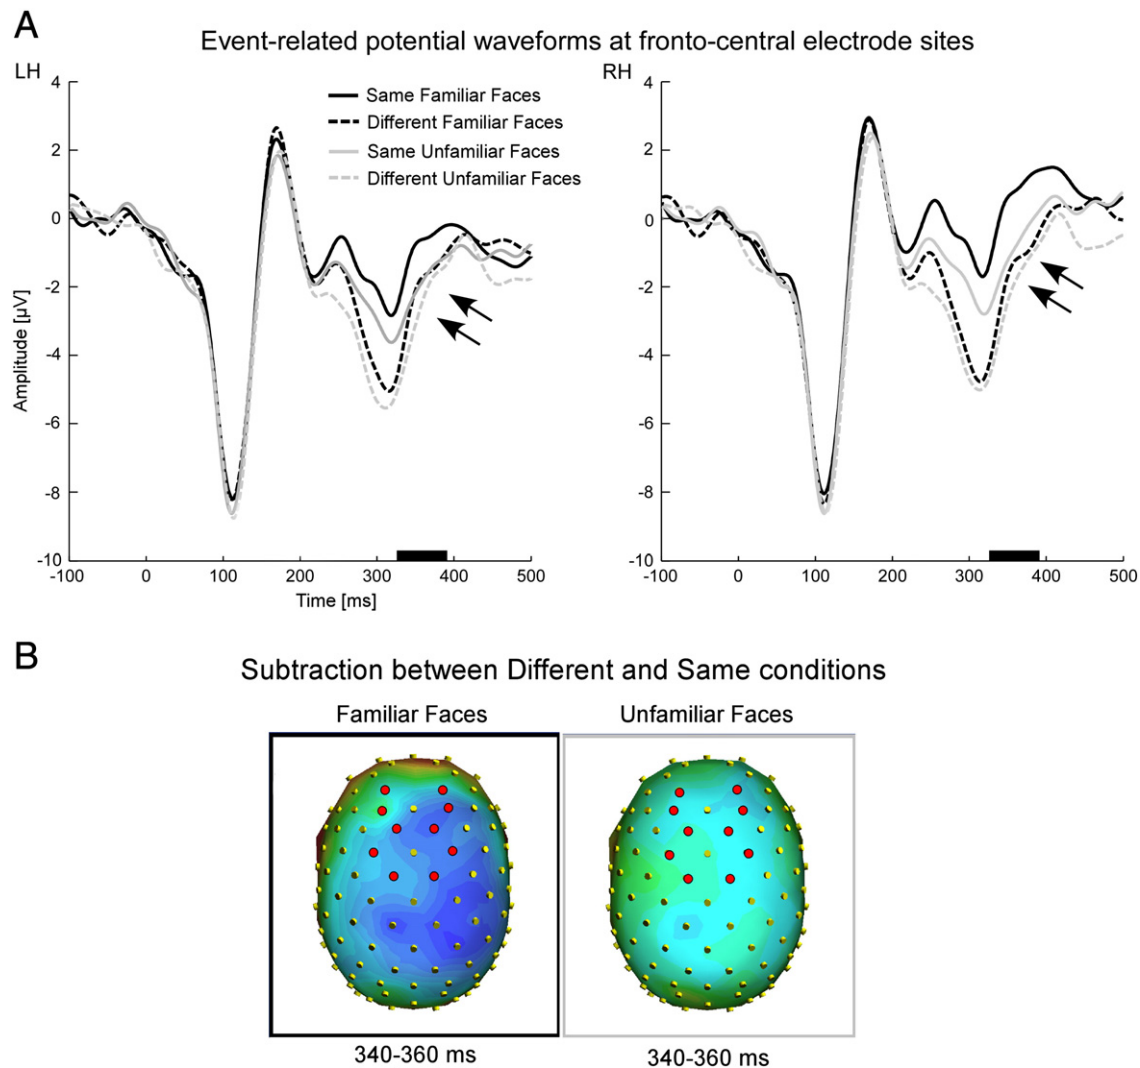 A
Event-related potential waveforms at fronto-central electrode sites
LH
RH
Same Familiar Faces
Different Familiar Faces
Same Unfamiliar Faces
Different Unfamiliar Faces
Amplitude [µV]
4
2
0
-2
-4
-6
-8
-10
-100 0 100 200 300 400 500
Time [ms]
4
2
0
-2
-4
-6
-8
-10
-100 0 100 200 300 400 500
B
Subtraction between Different and Same conditions
Familiar Faces
Unfamiliar Faces
340-360 ms
340-360 ms